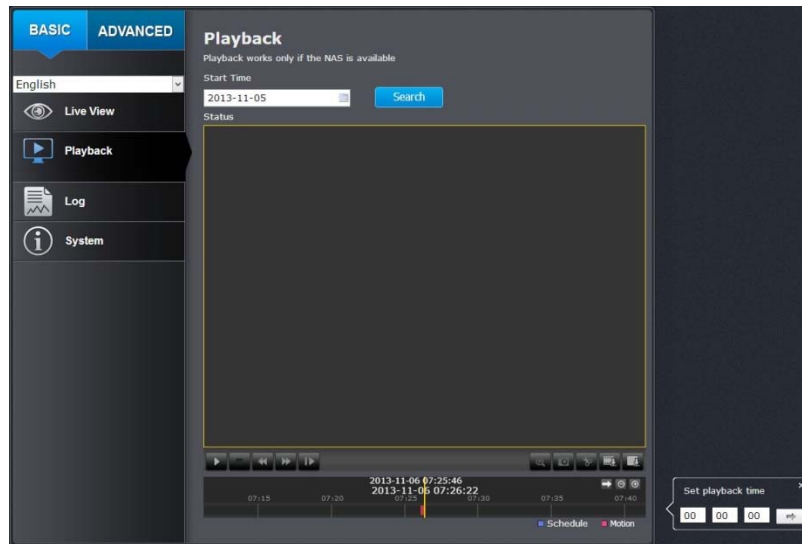 BASIC ADVANCED
English
Live View
Playback
Log
System
Playback
Playback works only if the NAS is available
Start Time
2013-11-05
Search
Status
2013-11-06 07:25:46
2013-11-06 07:26:22
07:15 07:20 07:25 07:30 07:35 07:40
Schedule Motion
Set playback time ×
00 00 00